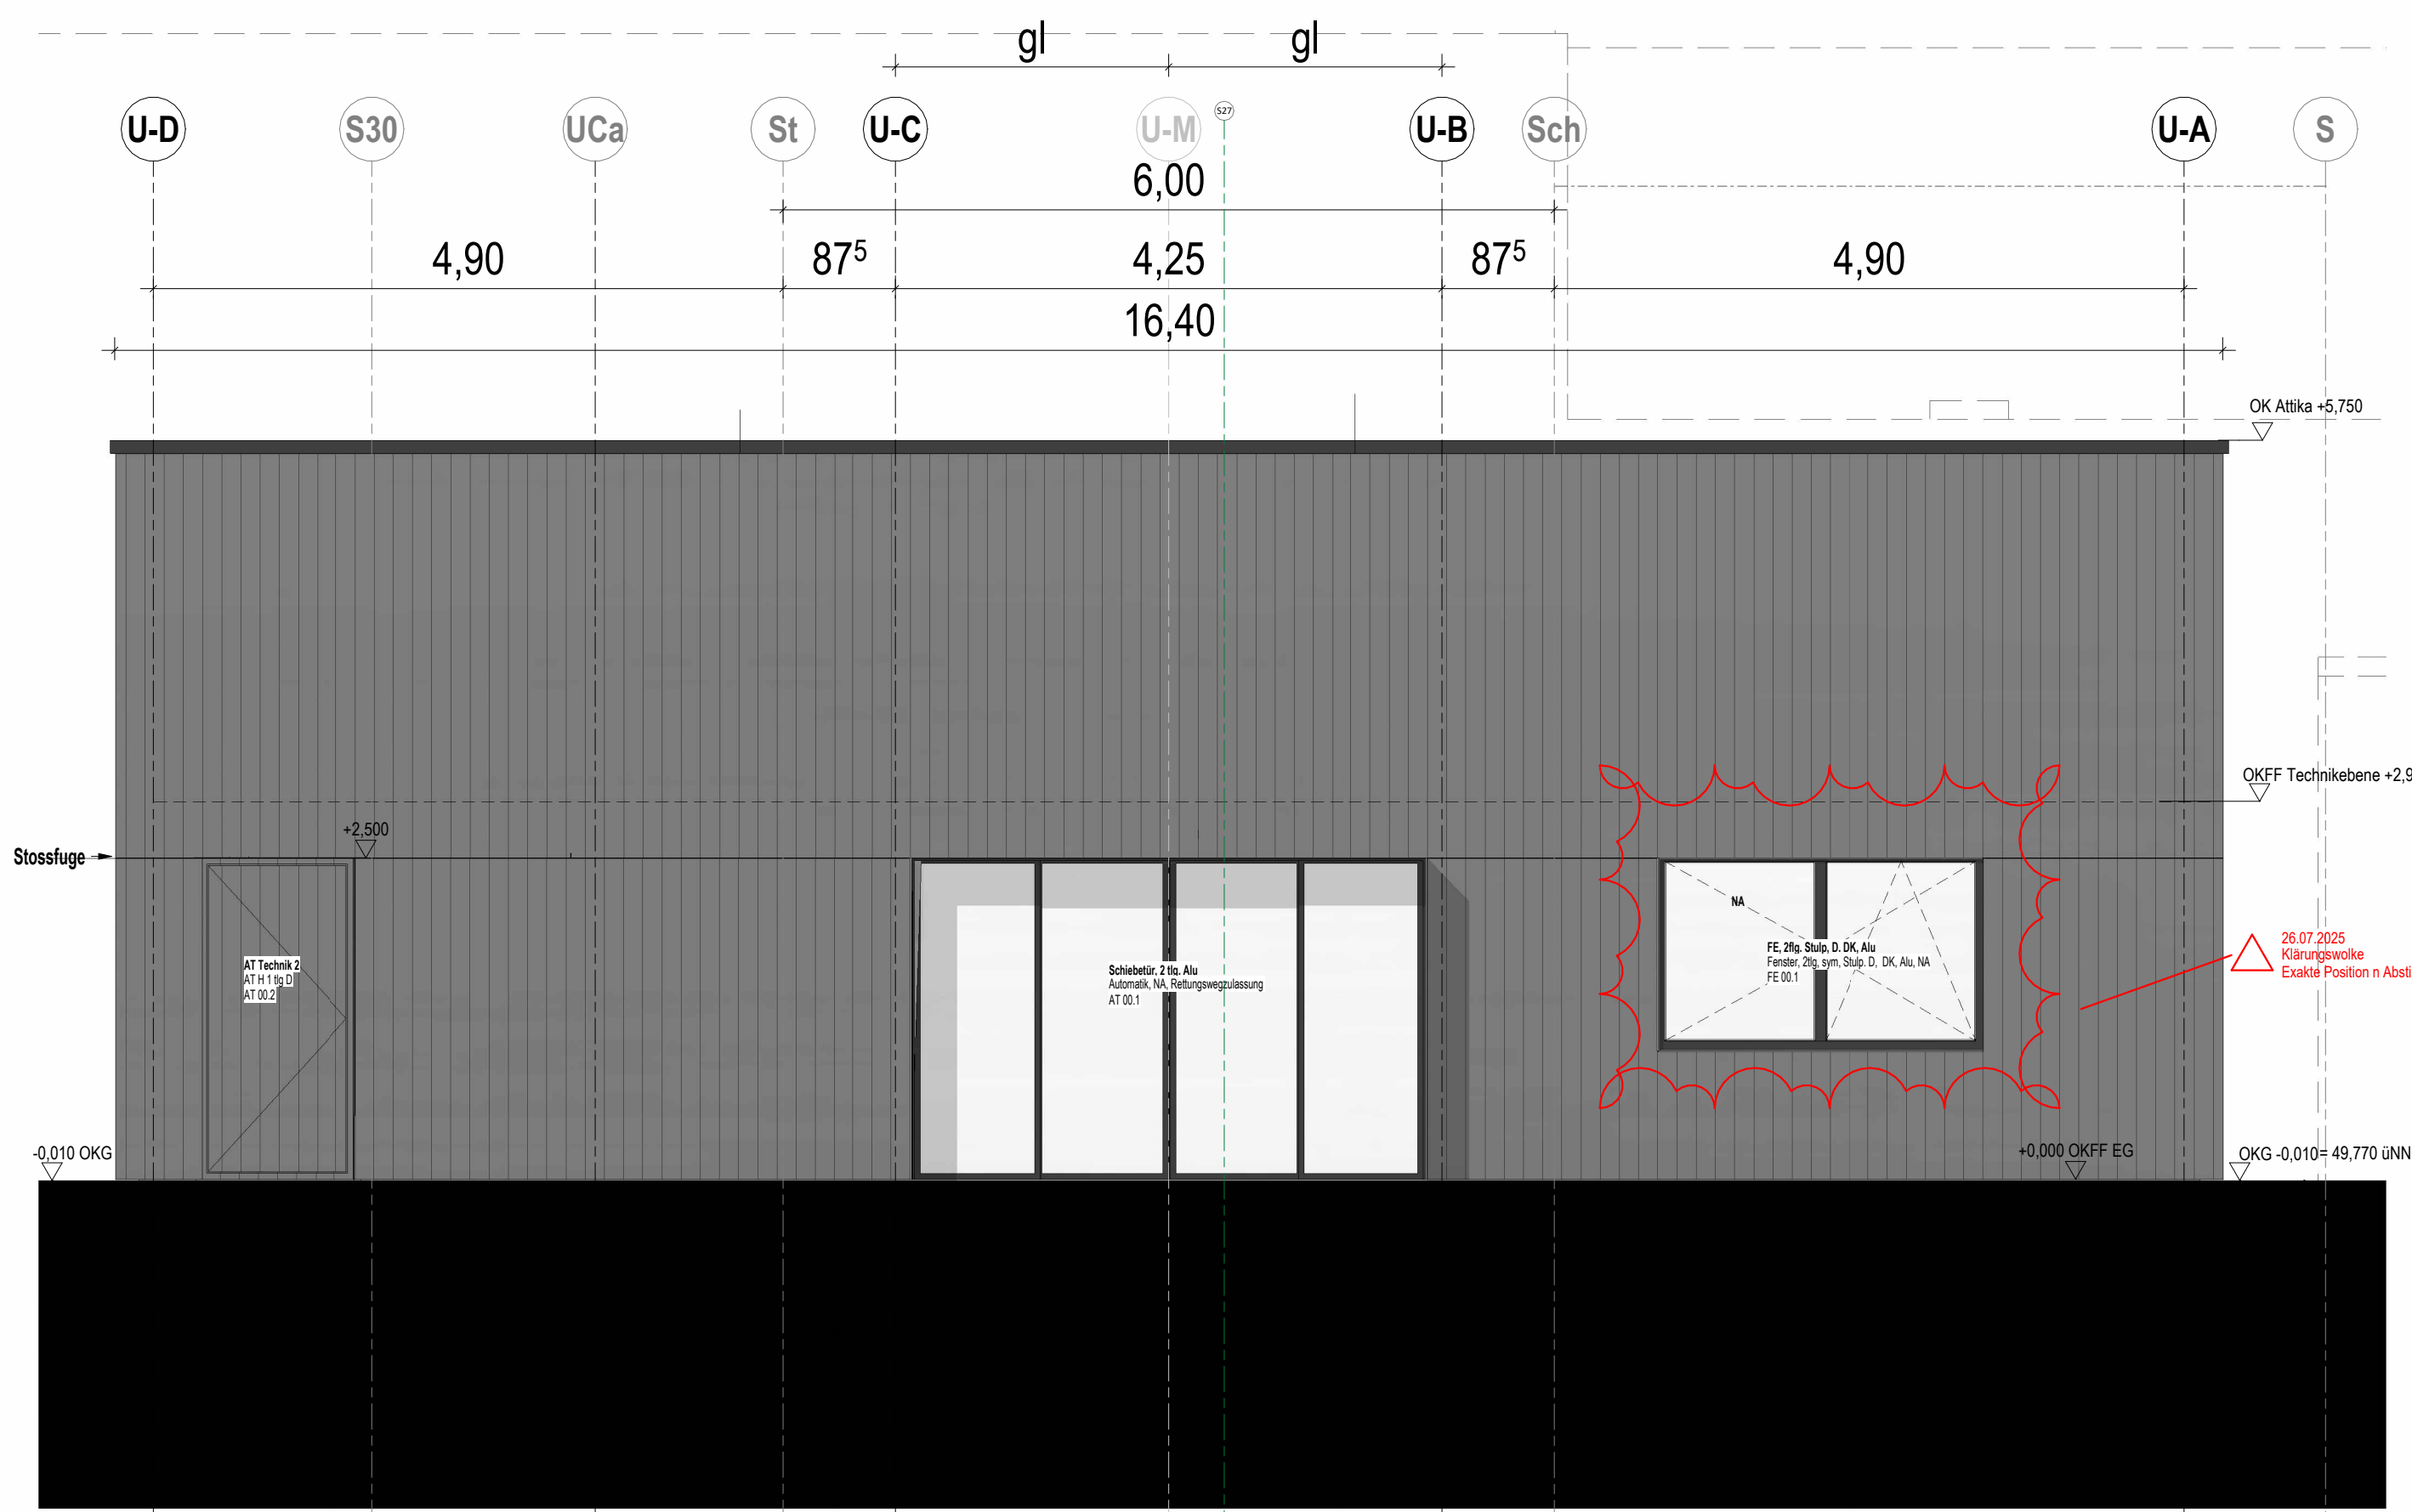 gl gl
U-D S30 UCa St U-C U-M S27 U-B Sch U-A S
6,00
4,90 87⁵ 4,25 87⁵ 4,90
16,40
OK Attika +5,750
OKFF Technikebene +2,9
+2,500
Stossfuge
NA
26.07.2025
Klärungswolke
Exakte Position n Absti
FE, 2flg. Stulp, D. DK, Alu
Fenster, 2tlg, sym, Stulp. D, DK, Alu, NA
FE 00.1
AT Technik 2
AT H 1 tlg D
AT 00.2
Schiebetür, 2 tlg. Alu
Automatik, NA, Rettungswegzulassung
AT 00.1
-0,010 OKG
+0,000 OKFF EG
OKG -0,010= 49,770 üNN